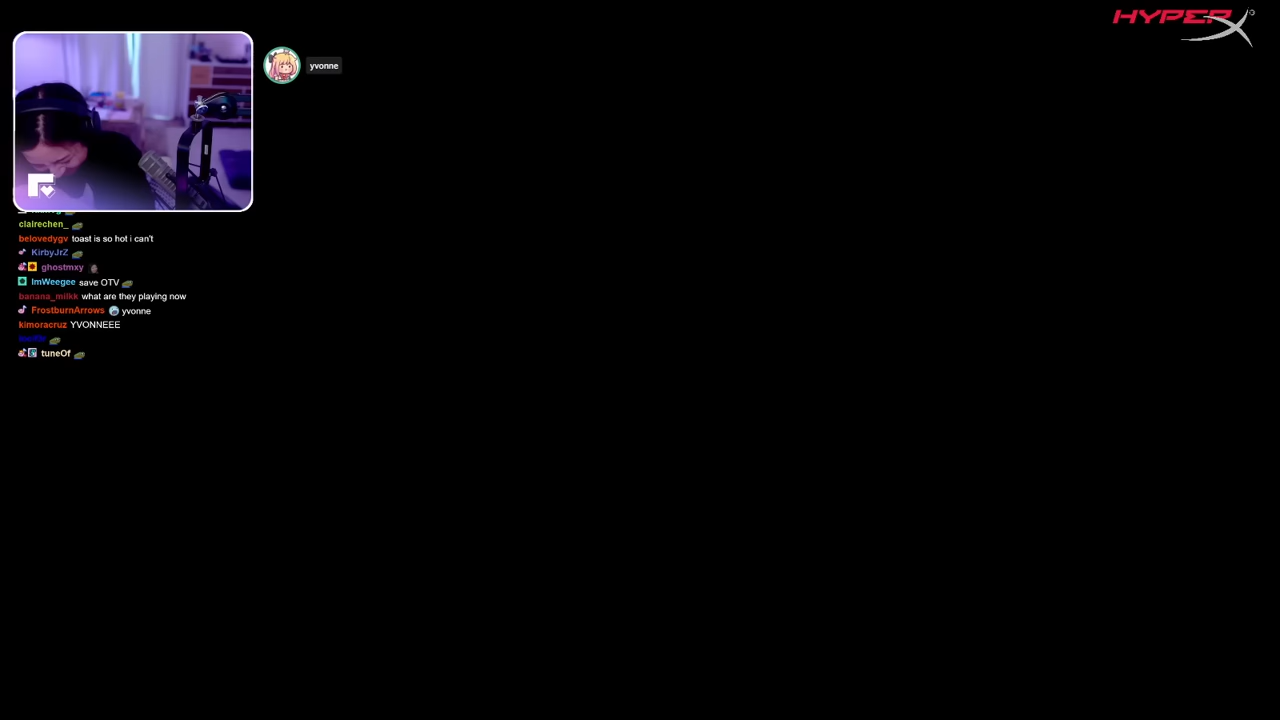 HYPERX
yvonne
clairechen_
belovedygv toast is so hot i can't
KirbyJrZ
ghostmxy
ImWeegee save OTV
banana_milkk what are they playing now
FrostburnArrows yvonne
kimoracruz YVONNEEE
tuneOf